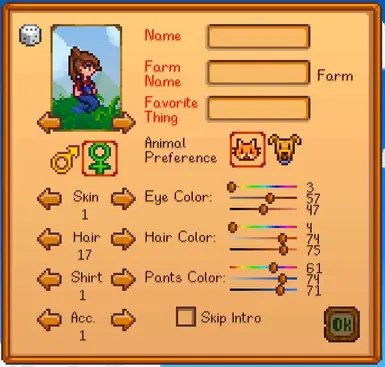 Name
Farm Name
Farm
Favorite Thing
Animal Preference
Skin
1
Eye Color:
3
57
47
Hair
17
Hair Color:
4
74
75
Shirt
1
Pants Color:
61
74
71
Acc.
1
Skip Intro
OK